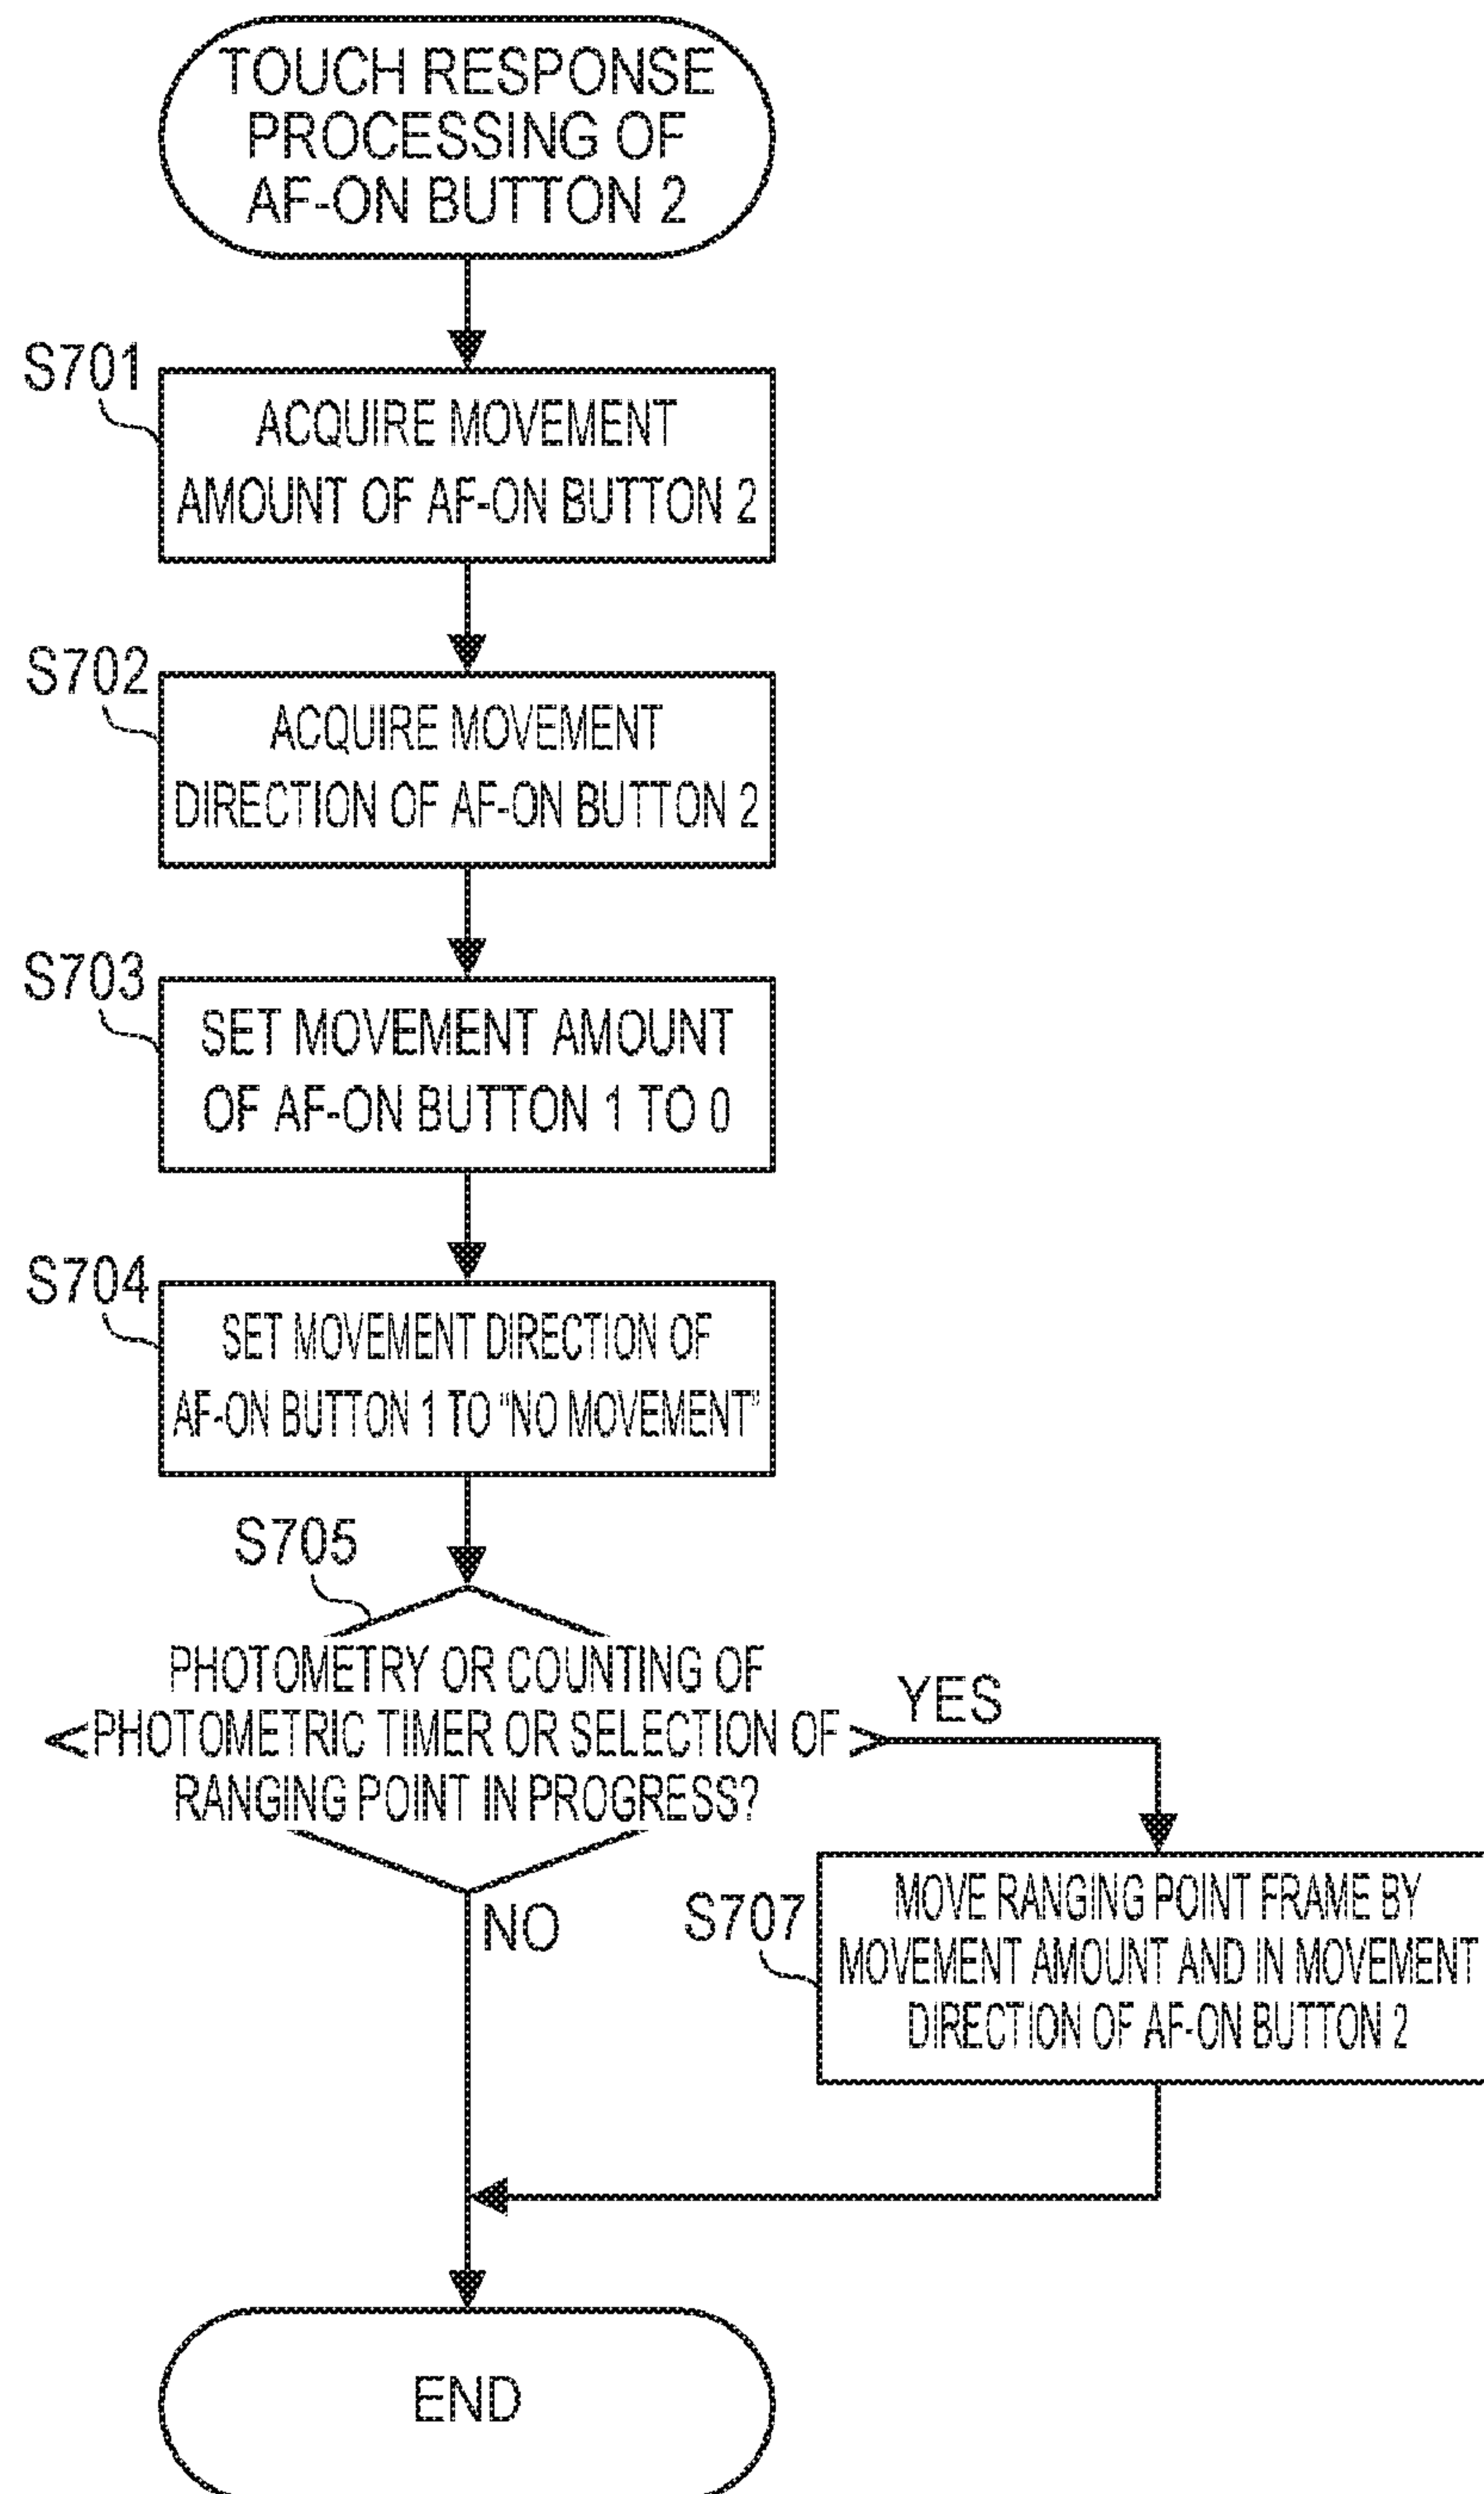 TOUCH RESPONSE
PROCESSING OF
AF-ON BUTTON 2
S701
ACQUIRE MOVEMENT
AMOUNT OF AF-ON BUTTON 2
S702
ACQUIRE MOVEMENT
DIRECTION OF AF-ON BUTTON 2
S703
SET MOVEMENT AMOUNT
OF AF-ON BUTTON 1 TO 0
S704
SET MOVEMENT DIRECTION OF
AF-ON BUTTON 1 TO “NO MOVEMENT”
S705
PHOTOMETRY OR COUNTING OF
PHOTOMETRIC TIMER OR SELECTION OF
RANGING POINT IN PROGRESS?
YES
NO
S707
MOVE RANGING POINT FRAME BY
MOVEMENT AMOUNT AND IN MOVEMENT
DIRECTION OF AF-ON BUTTON 2
END